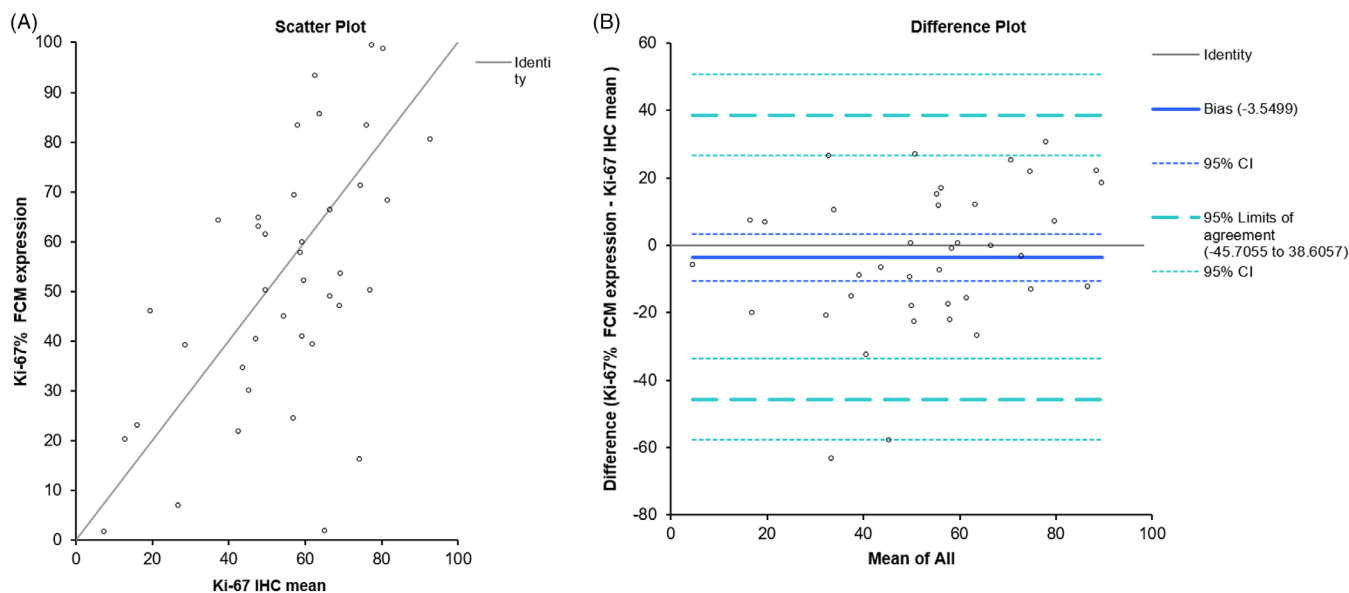 (A)
Scatter Plot
100
90
80
70
60
50
40
30
20
10
0
0 20 40 60 80 100
Ki-67% FCM expression
Ki-67 IHC mean
Identi
ty
(B)
Difference Plot
60
40
20
0
-20
-40
-60
-80
0 20 40 60 80 100
Difference (Ki-67% FCM expression - Ki-67 IHC mean )
Mean of All
Identity
Bias (-3.5499)
95% CI
95% Limits of
agreement
(-45.7055 to 38.6057)
95% CI